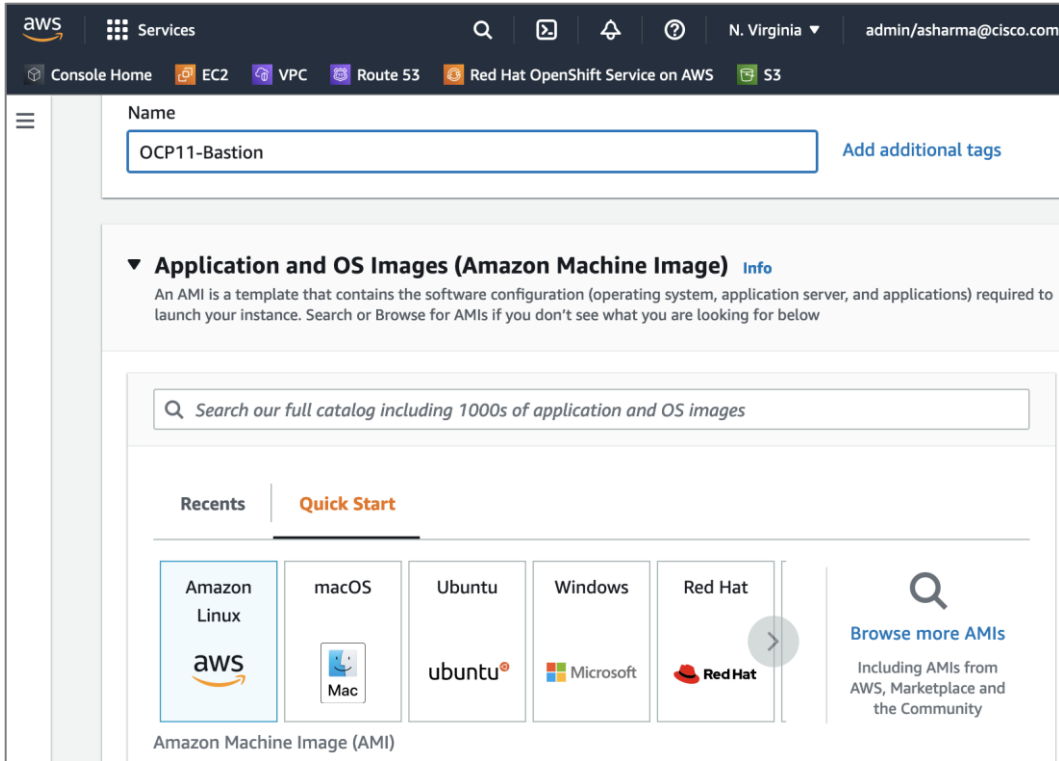 aws
Services
N. Virginia ▼
admin/asharma@cisco.com
Console Home
EC2
VPC
Route 53
Red Hat OpenShift Service on AWS
S3
Name
OCP11-Bastion
Add additional tags
Application and OS Images (Amazon Machine Image) Info
An AMI is a template that contains the software configuration (operating system, application server, and applications) required to
launch your instance. Search or Browse for AMIs if you don't see what you are looking for below
Search our full catalog including 1000s of application and OS images
Recents
Quick Start
Amazon
Linux
aws
macOS
Mac
Ubuntu
ubuntu
Windows
Microsoft
Red Hat
Red Hat
Browse more AMIs
Including AMIs from
AWS, Marketplace and
the Community
Amazon Machine Image (AMI)